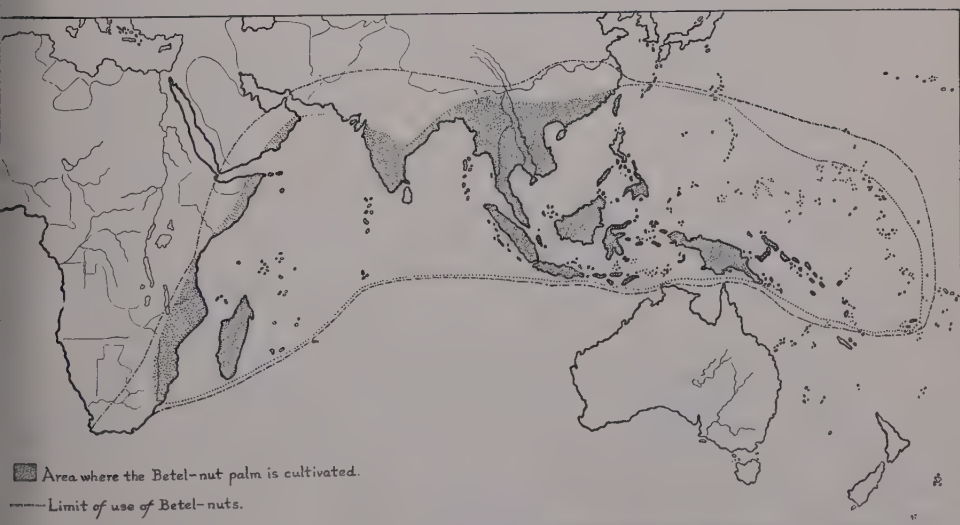 Area where the Betel-nut palm is cultivated.
Limit of use of Betel-nuts.